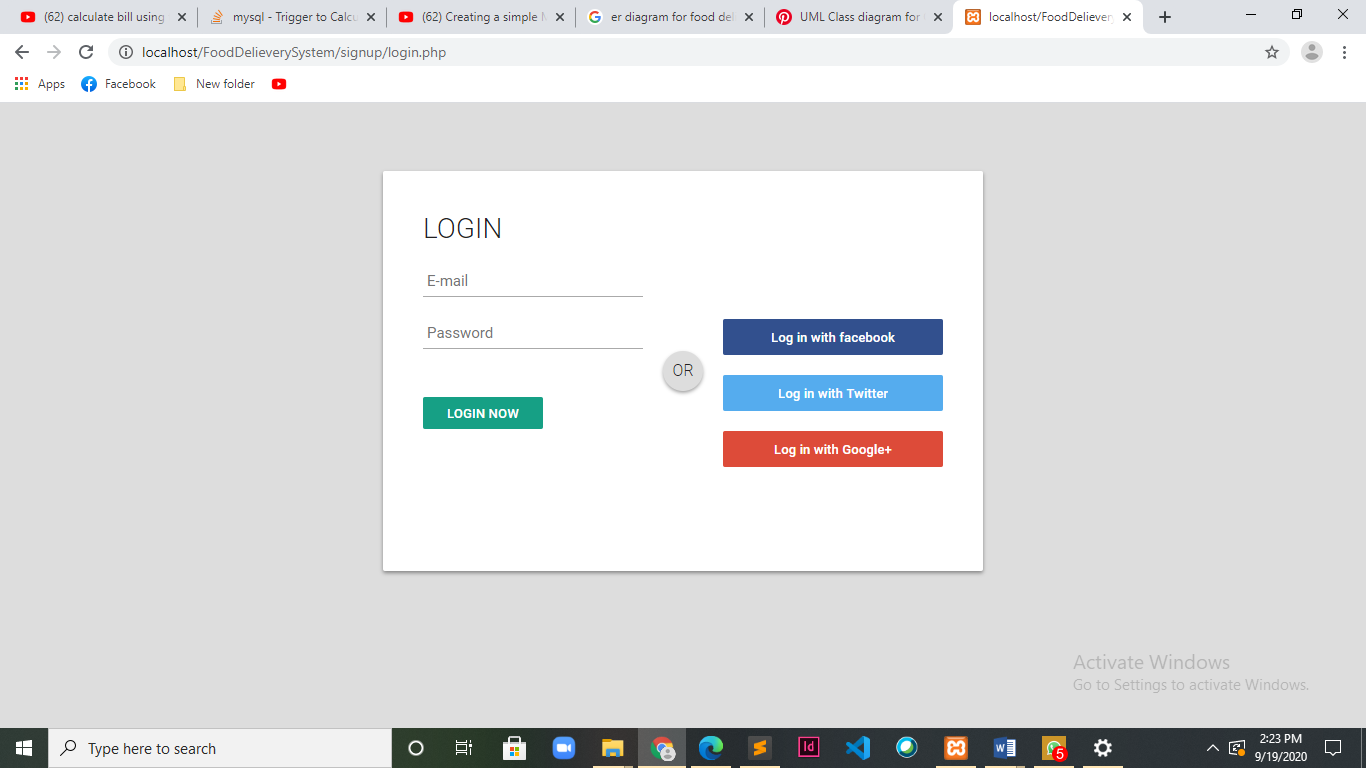 (62) calculate bill using
mysql - Trigger to Calcu
(62) Creating a simple
er diagram for food del
UML Class diagram for
localhost/FoodDelievery
localhost/FoodDelieverySystem/signup/login.php
Apps
Facebook
New folder
LOGIN
E-mail
Password
OR
LOGIN NOW
Log in with facebook
Log in with Twitter
Log in with Google+
Activate Windows
Go to Settings to activate Windows.
Type here to search
Id
5
2:23 PM
9/19/2020